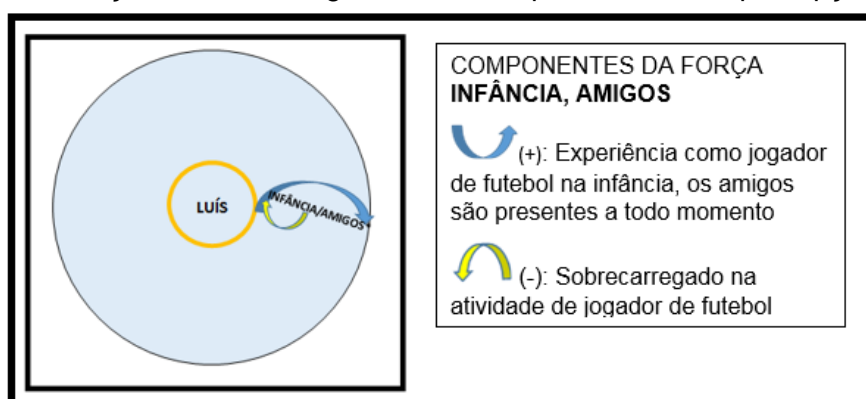 LUÍS
INFÂNCIA/AMIGOS
COMPONENTES DA FORÇA
INFÂNCIA, AMIGOS
(+): Experiência como jogador
de futebol na infância, os amigos
são presentes a todo momento
(-): Sobrecarregado na
atividade de jogador de futebol